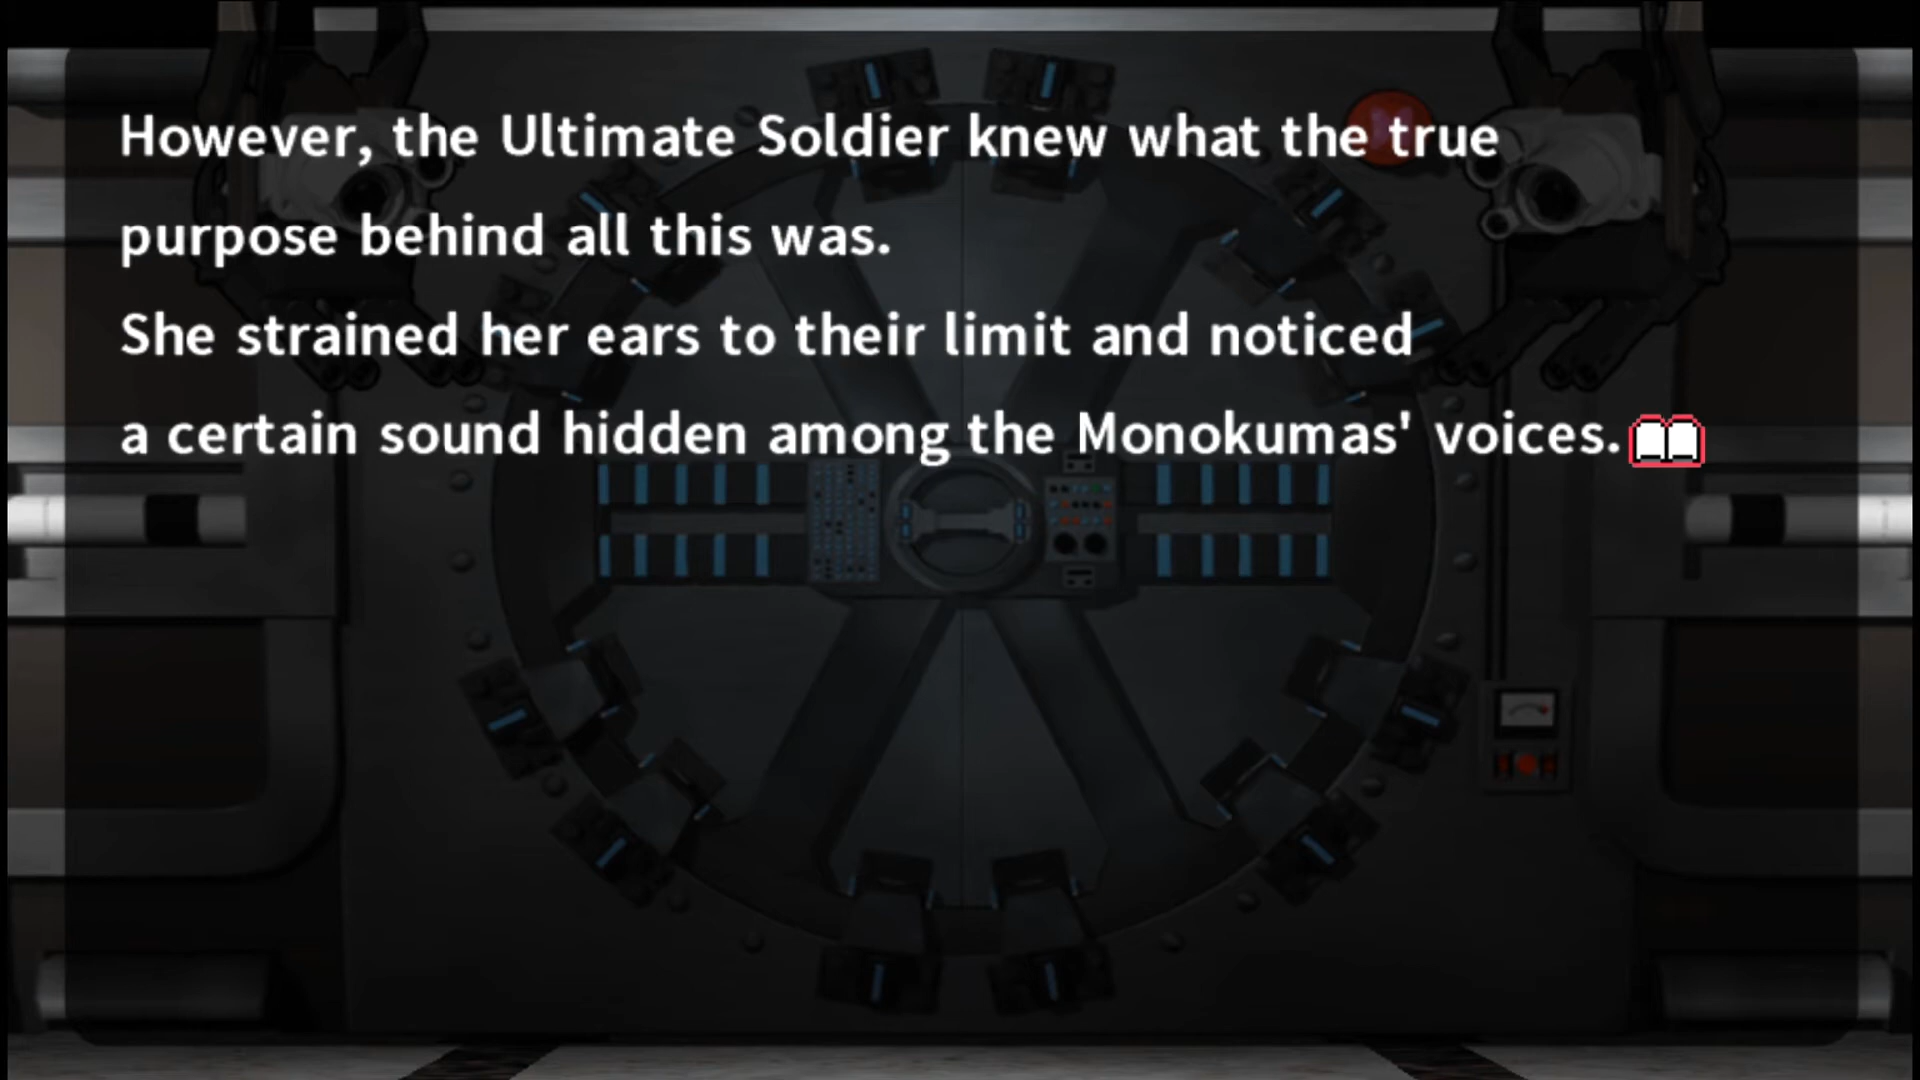 However, the Ultimate Soldier knew what the true
purpose behind all this was.
She strained her ears to their limit and noticed
a certain sound hidden among the Monokumas' voices.